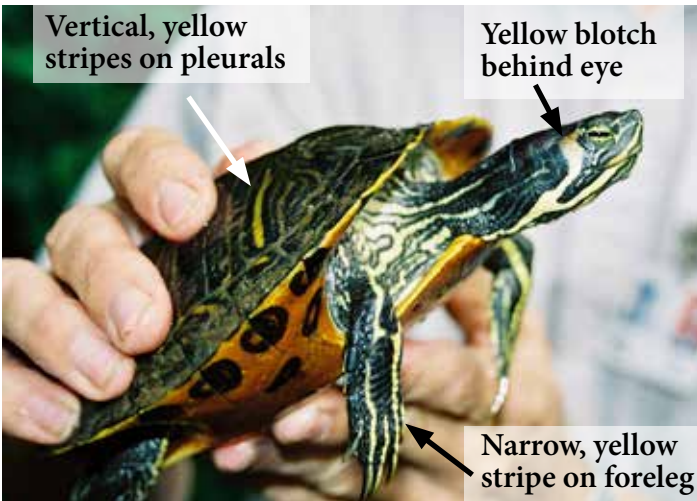 Vertical, yellow
stripes on pleurals
Yellow blotch
behind eye
Narrow, yellow
stripe on foreleg